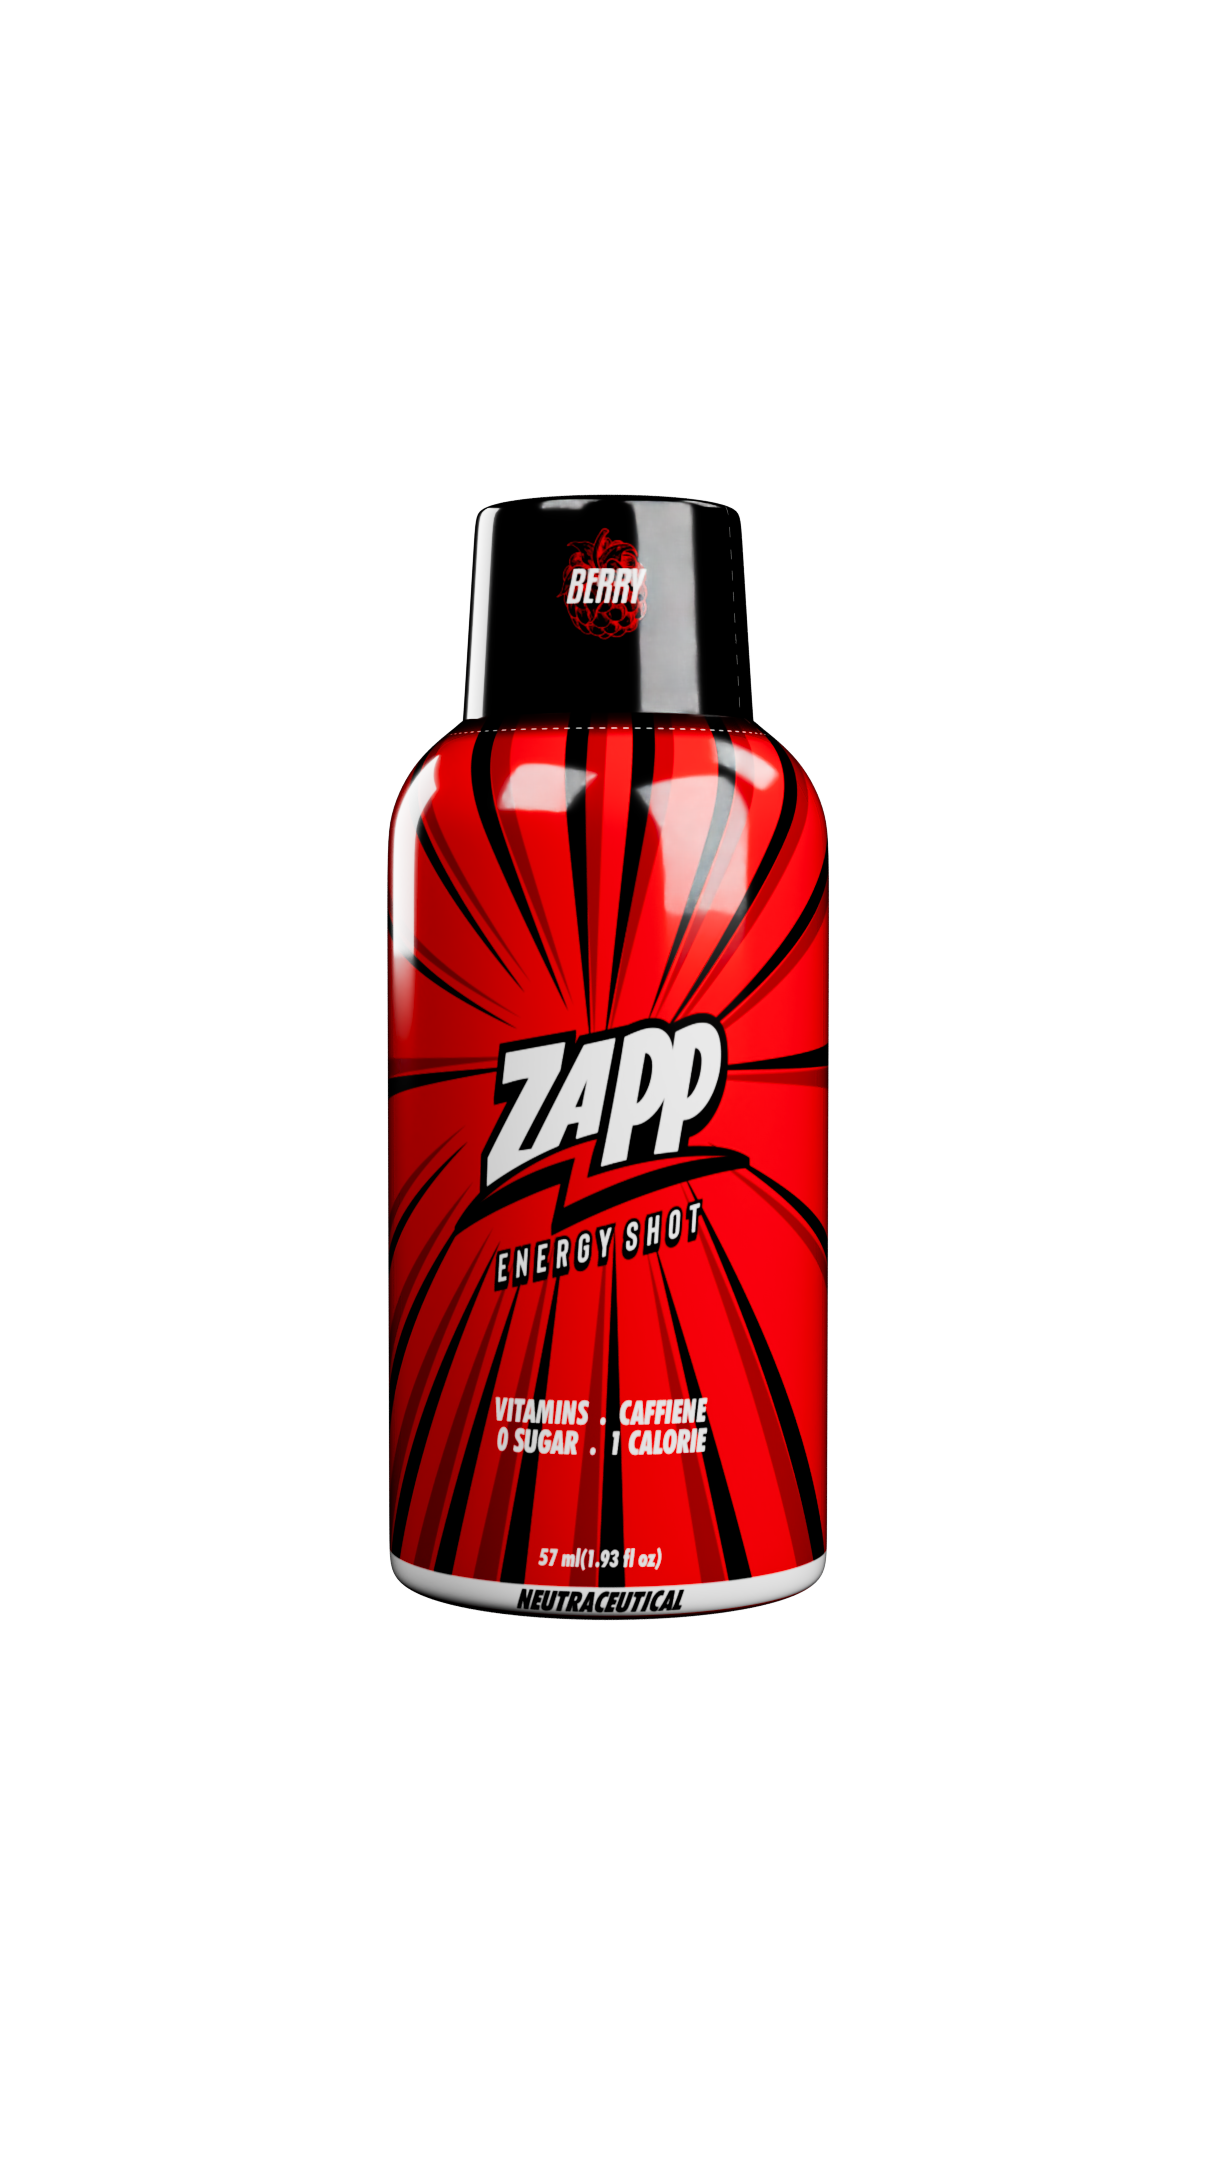 BERRY
ZAPP
ENERGY SHOT
VITAMINS . CAFFIENE
0 SUGAR . 1 CALORIE
57 ml(1.93 fl oz)
NEUTRACEUTICAL